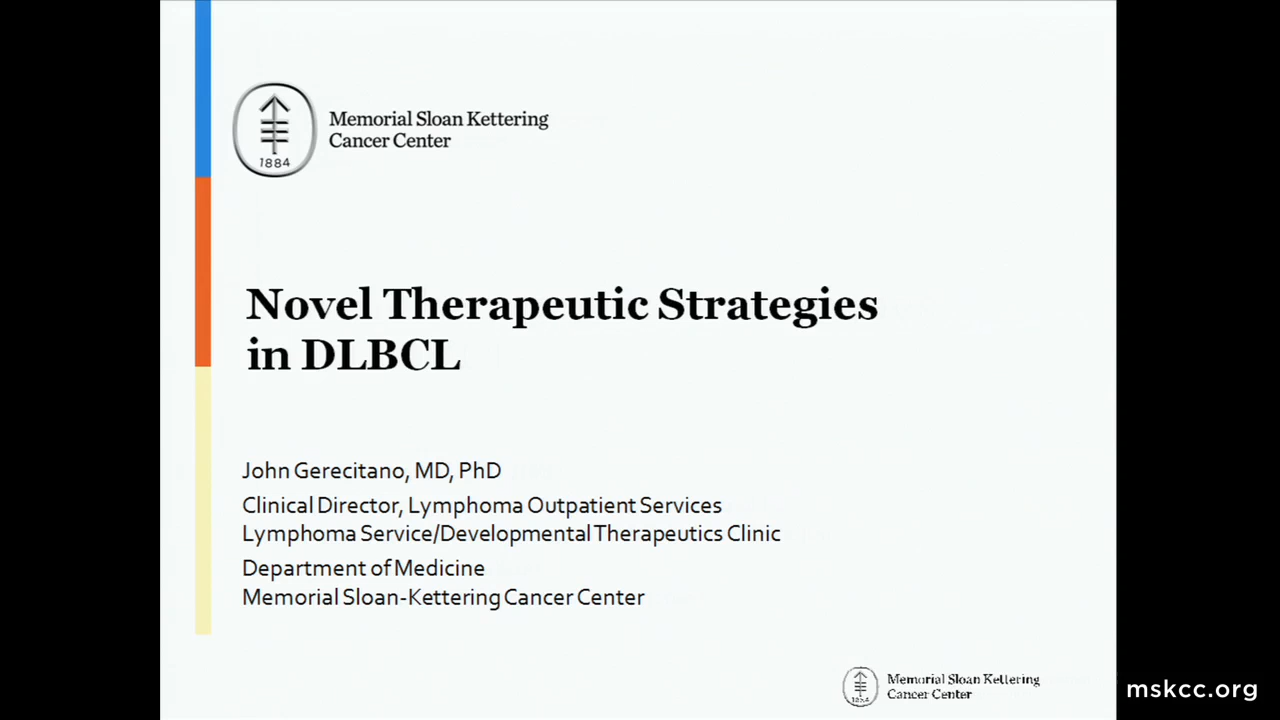 1884
Memorial Sloan Kettering
Cancer Center
Novel Therapeutic Strategies
in DLBCL
John Gerecitano, MD, PhD
Clinical Director, Lymphoma Outpatient Services
Lymphoma Service/Developmental Therapeutics Clinic
Department of Medicine
Memorial Sloan-Kettering Cancer Center
Memorial Sloan Kettering
Cancer Center
mskcc.org